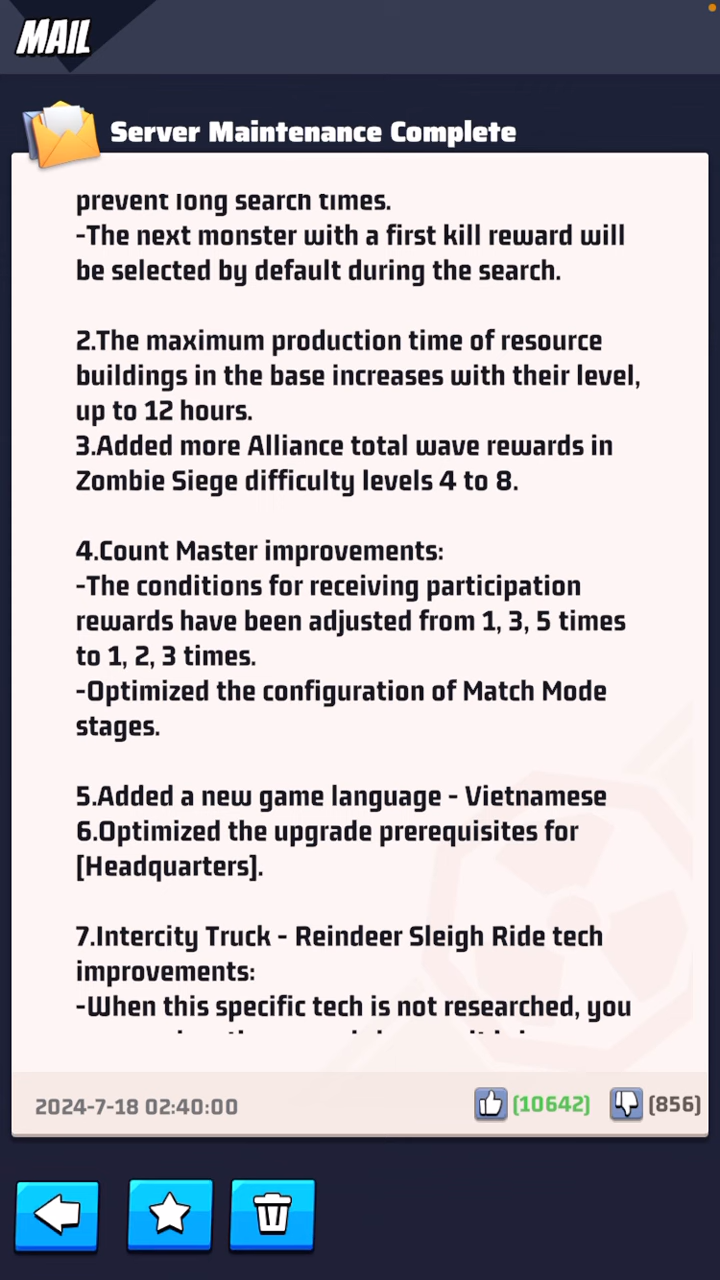 MAIL
Server Maintenance Complete
prevent long search times.
-The next monster with a first kill reward will
be selected by default during the search.
2.The maximum production time of resource
buildings in the base increases with their level,
up to 12 hours.
3.Added more Alliance total wave rewards in
Zombie Siege difficulty levels 4 to 8.
4.Count Master improvements:
-The conditions for receiving participation
rewards have been adjusted from 1, 3, 5 times
to 1, 2, 3 times.
-Optimized the configuration of Match Mode
stages.
5.Added a new game language - Vietnamese
6.Optimized the upgrade prerequisites for
[Headquarters].
7.Intercity Truck - Reindeer Sleigh Ride tech
improvements:
-When this specific tech is not researched, you
2024-7-18 02:40:00
(10642)
(856)